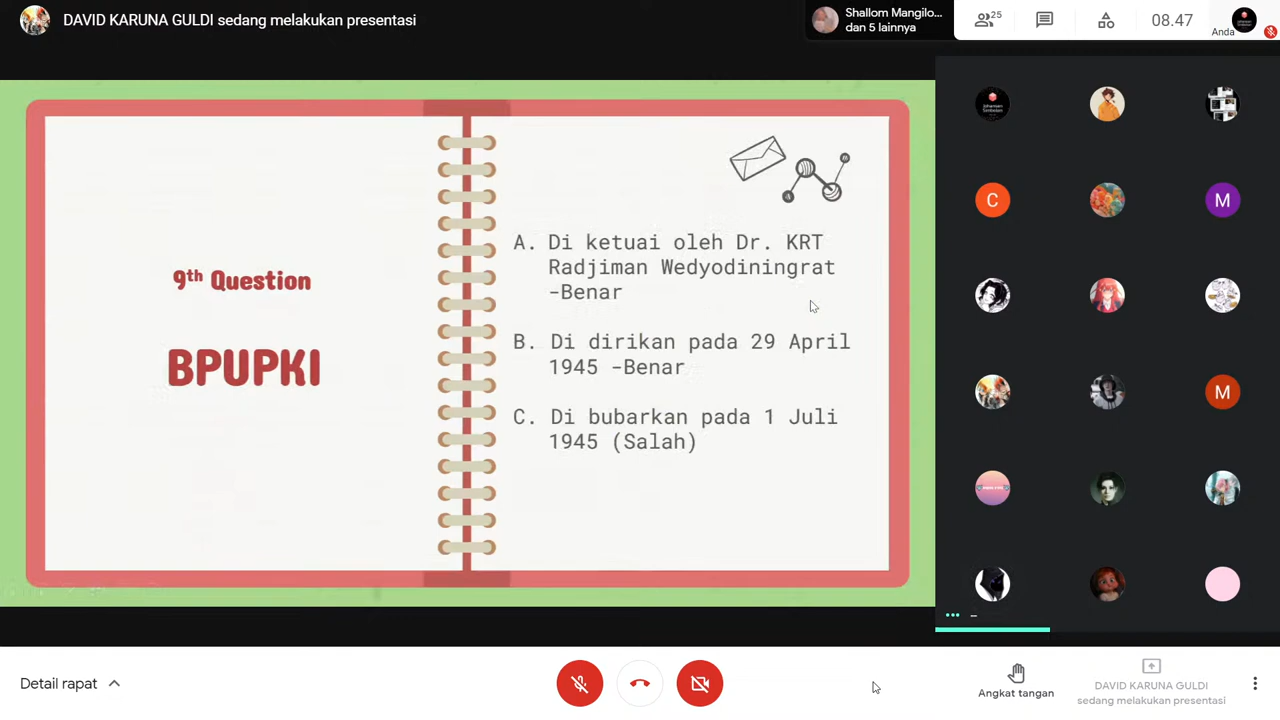 DAVID KARUNA GULDI sedang melakukan presentasi
Shallom Mangilo...
dan 5 lainnya
25
08.47
Anda
9th Question
BPUPKI
A. Di ketuai oleh Dr. KRT
Radjiman Wedyodiningrat
-Benar
B. Di dirikan pada 29 April
1945 -Benar
C. Di bubarkan pada 1 Juli
1945 (Salah)
C
M
M
Detail rapat
Angkat tangan
DAVID KARUNA GULDI
sedang melakukan presentasi